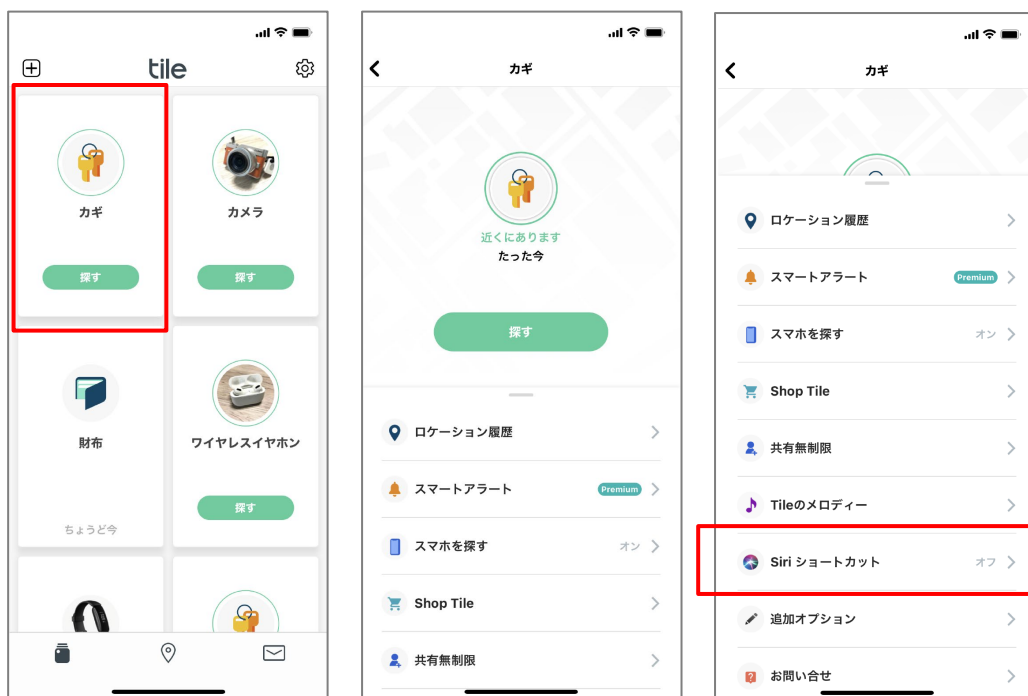 tile
カギ
カメラ
探す
探す
財布
ワイヤレスイヤホン
ちょうど今
探す
カギ
近くにあります
たった今
探す
ロケーション履歴
スマートアラート Premium
スマホを探す オン
Shop Tile
共有無制限
カギ
ロケーション履歴
スマートアラート Premium
スマホを探す オン
Shop Tile
共有無制限
Tileのメロディー
Siri ショートカット オフ
追加オプション
お問い合せ